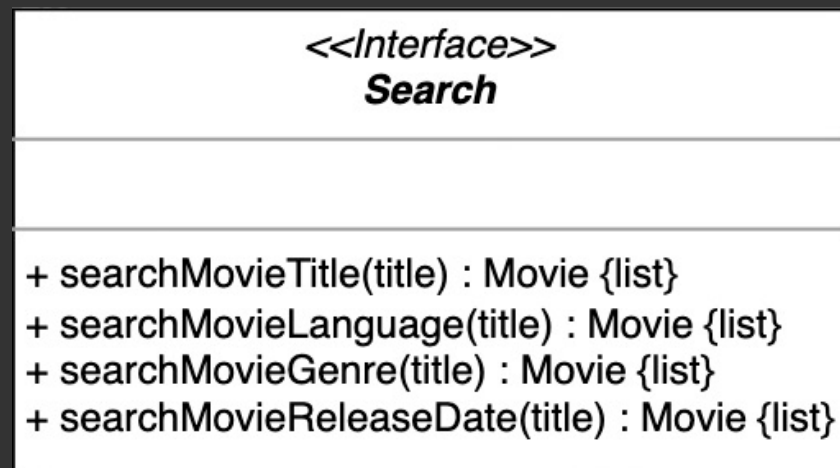 <<Interface>>
Search
+ searchMovieTitle(title) : Movie {list}
+ searchMovieLanguage(title) : Movie {list}
+ searchMovieGenre(title) : Movie {list}
+ searchMovieReleaseDate(title) : Movie {list}